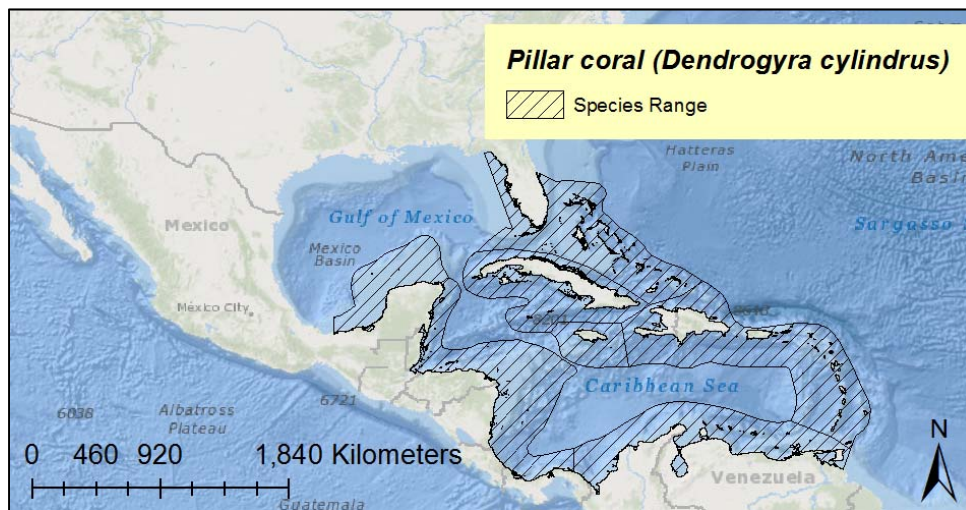 Pillar coral (Dendrogyra cylindrus)
Species Range
Hatteras
Plain
North Ame
Basin
Sargasso
Gulf of Mexico
Mexico
Mexico
Basin
México City
Caribbean Sea
6038
Albatross
Plateau
6721
N
0 460 920 1,840 Kilometers
Venezuela
Guatemala